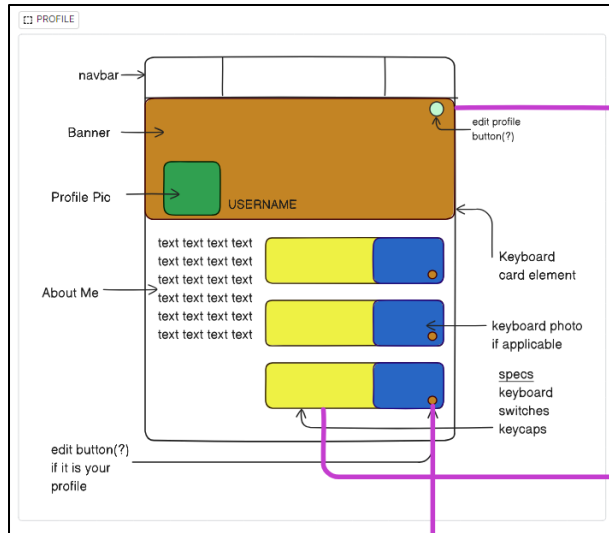 PROFILE
navbar
Banner
edit profile
button(?)
Profile Pic
USERNAME
text text text text
text text text text
text text text text
text text text text
text text text text
text text text text
Keyboard
card element
About Me
keyboard photo
if applicable
specs
keyboard
switches
keycaps
edit button(?)
if it is your
profile